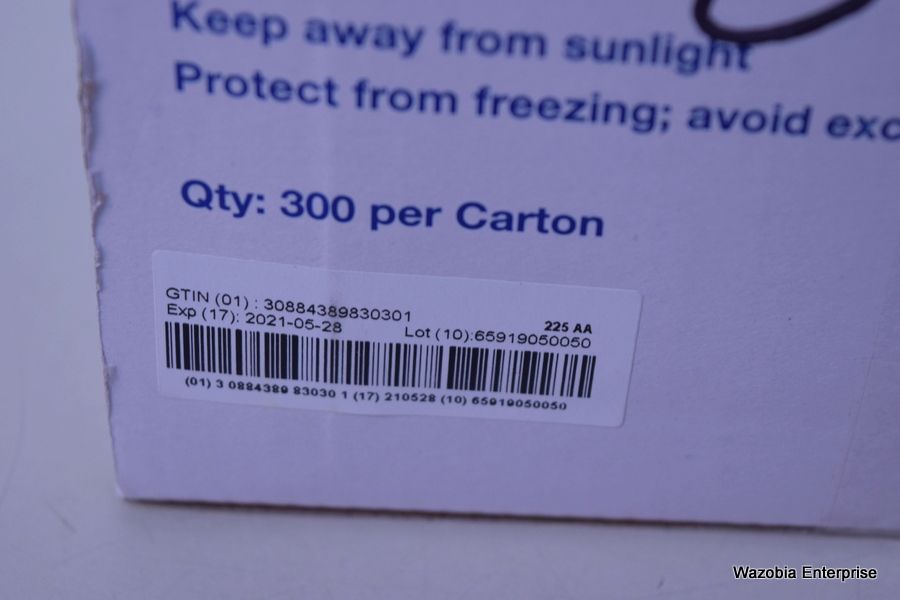 Keep away from sunlight
Protect from freezing; avoid exc
Qty: 300 per Carton
GTIN (01) : 30884389830301
Exp (17): 2021-05-28
225 AA
Lot (10):65919050050
(01) 3 0884389 83030 1 (17) 210528 (10) 65919050050
Wazobia Enterprise